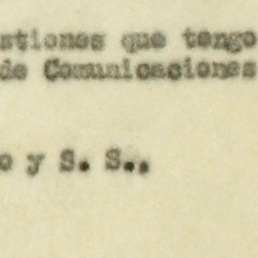 stiones que tengo
de Comunicaciones
o y S. S.,